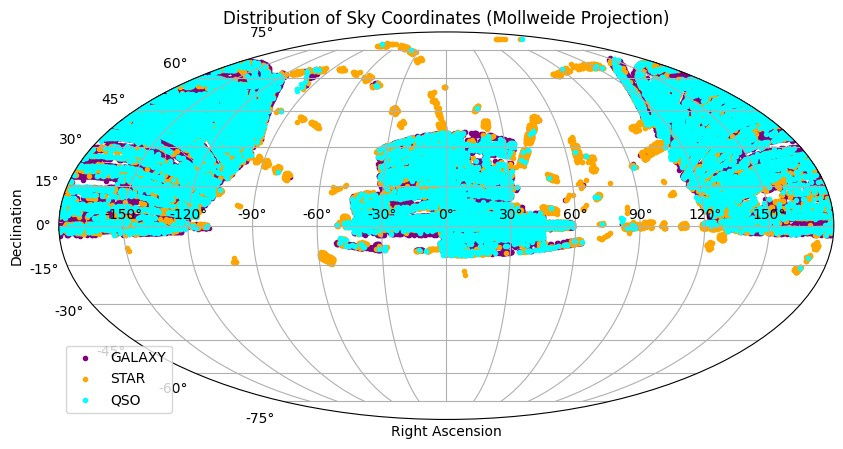 Distribution of Sky Coordinates (Mollweide Projection)
75°
60°
45°
30°
15°
0°
-15°
-30°
-45°
-60°
-75°
-150° -120° -90° -60° -30° 0° 30° 60° 90° 120° 150°
Declination
GALAXY
STAR
QSO
Right Ascension